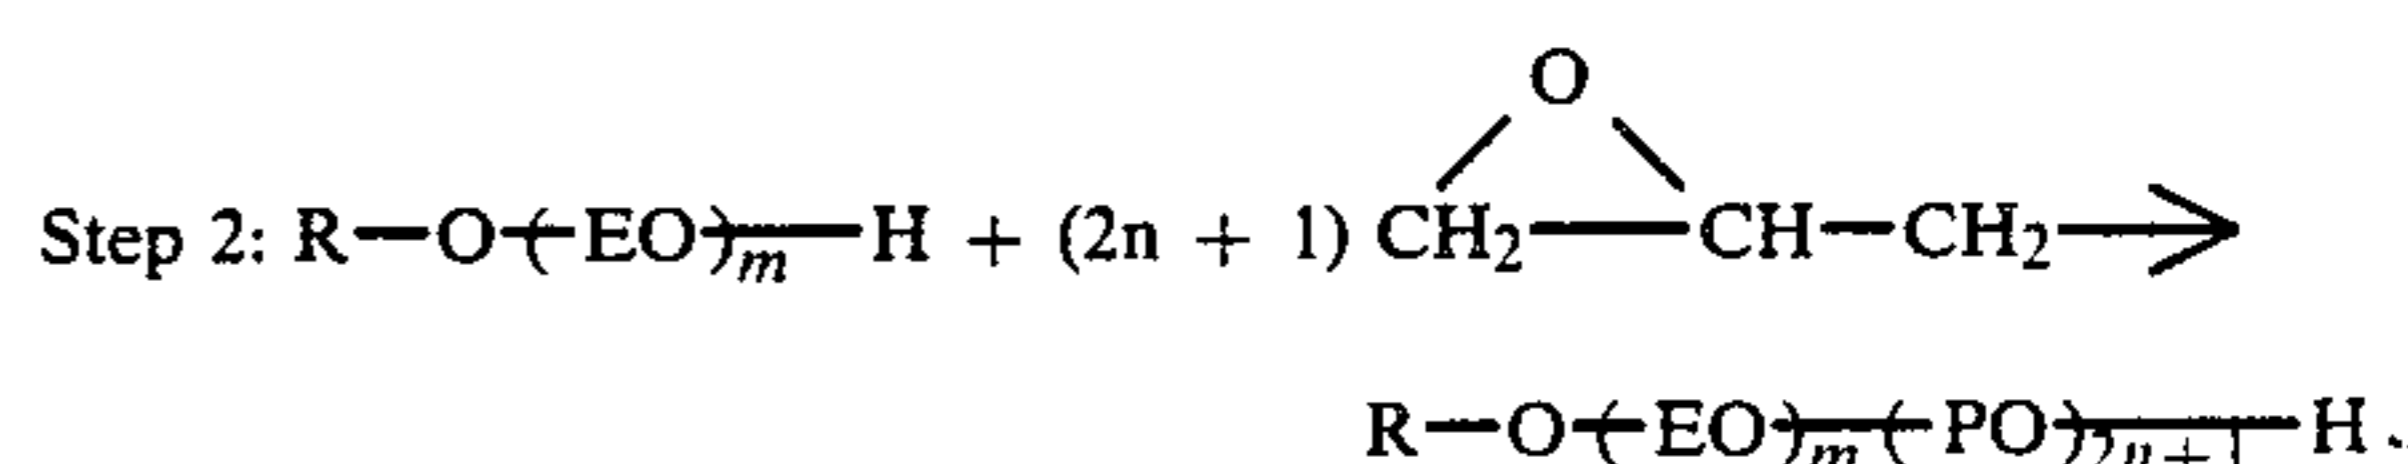 O
Step 2: R—O—(EO)m—H + (2n + 1) CH2—CH—CH2→
R—O—(EO)m—(PO)2n+1—H.